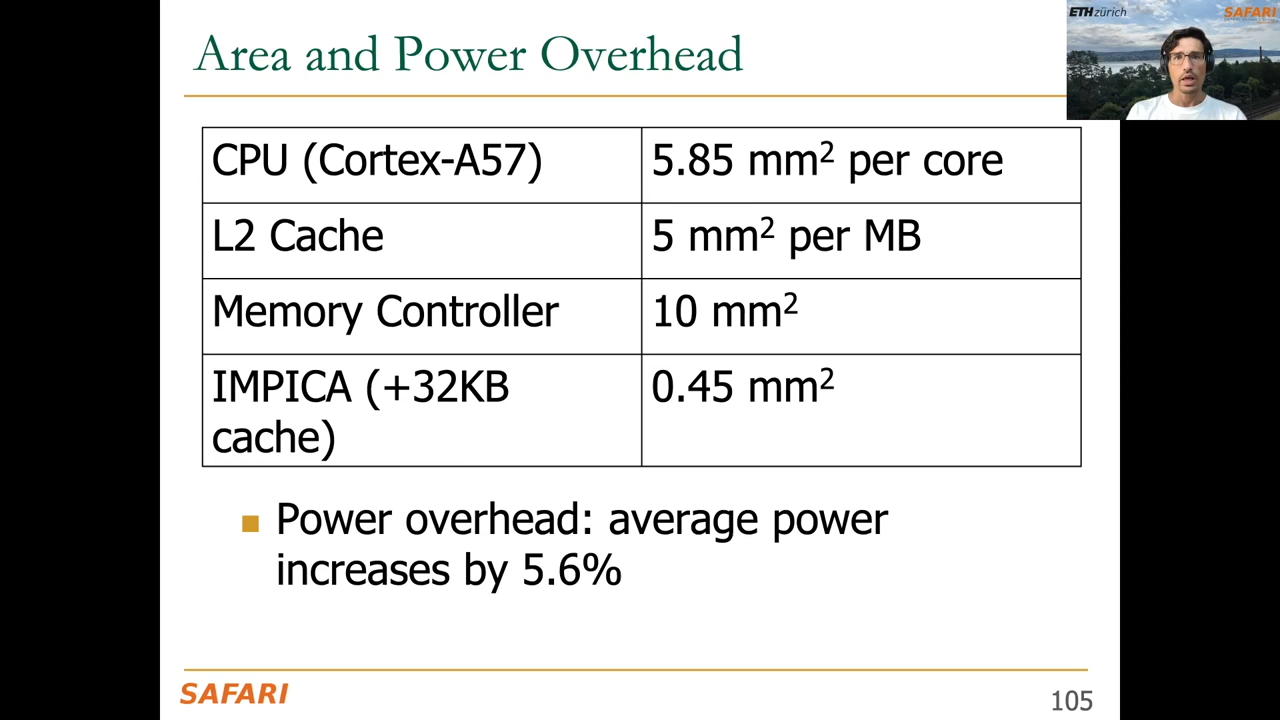 Area and Power Overhead
ETH zürich
SAFARI
CPU (Cortex-A57)
5.85 mm² per core
L2 Cache
5 mm² per MB
Memory Controller
10 mm²
IMPICA (+32KB
cache)
0.45 mm²
Power overhead: average power
increases by 5.6%
SAFARI
105